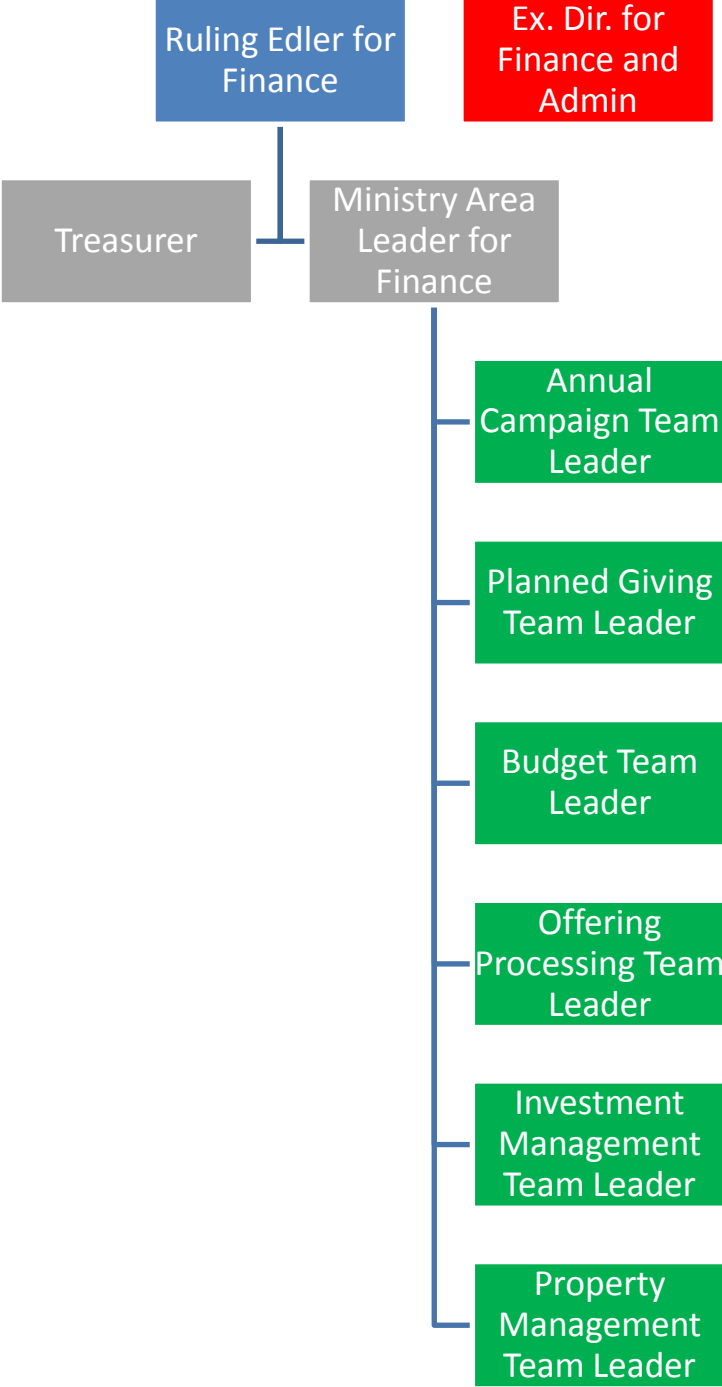 Ruling Edler for
Finance
Ex. Dir. for
Finance and
Admin
Treasurer
Ministry Area
Leader for
Finance
Annual
Campaign Team
Leader
Planned Giving
Team Leader
Budget Team
Leader
Offering
Processing Team
Leader
Investment
Management
Team Leader
Property
Management
Team Leader